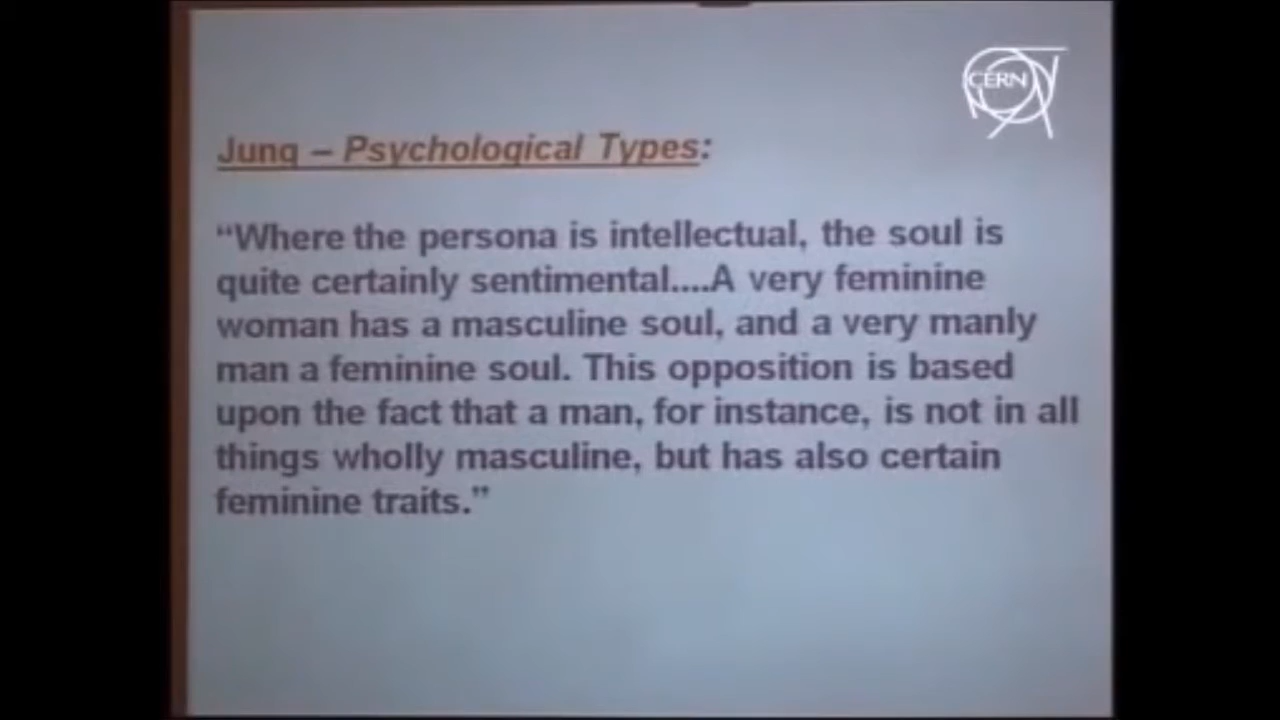 CERN
Jung – Psychological Types:
“Where the persona is intellectual, the soul is
quite certainly sentimental....A very feminine
woman has a masculine soul, and a very manly
man a feminine soul. This opposition is based
upon the fact that a man, for instance, is not in all
things wholly masculine, but has also certain
feminine traits.”